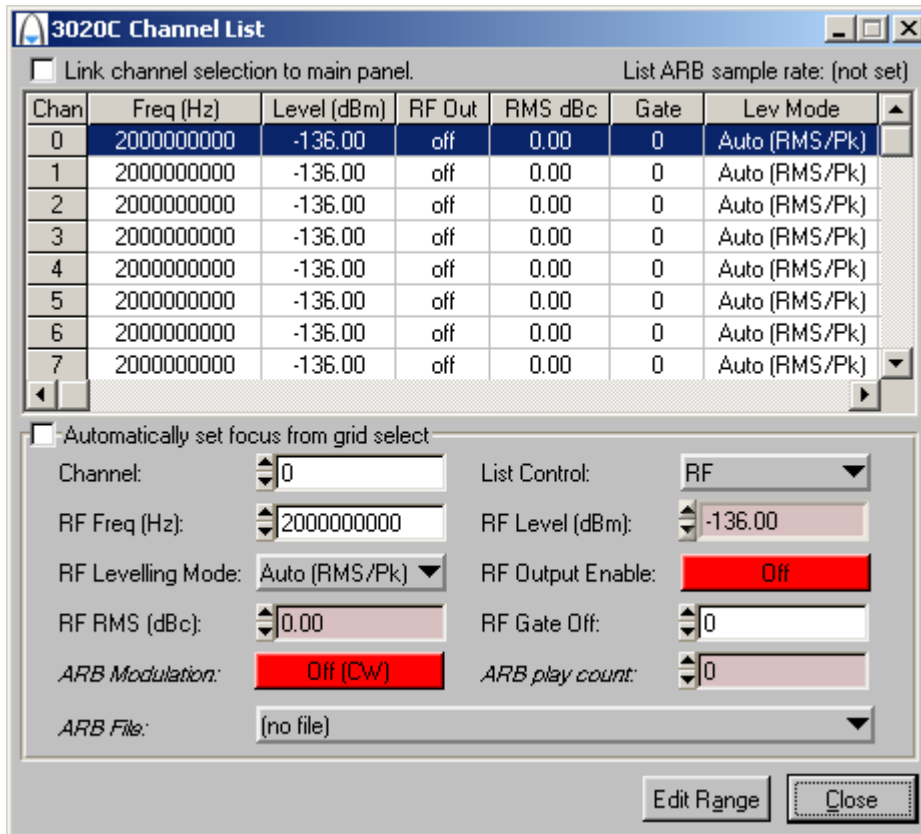 3020C Channel List
Link channel selection to main panel. List ARB sample rate: (not set)
Chan Freq (Hz) Level (dBm) RF Out RMS dBc Gate Lev Mode
0 2000000000 -136.00 off 0.00 0 Auto (RMS/Pk)
1 2000000000 -136.00 off 0.00 0 Auto (RMS/Pk)
2 2000000000 -136.00 off 0.00 0 Auto (RMS/Pk)
3 2000000000 -136.00 off 0.00 0 Auto (RMS/Pk)
4 2000000000 -136.00 off 0.00 0 Auto (RMS/Pk)
5 2000000000 -136.00 off 0.00 0 Auto (RMS/Pk)
6 2000000000 -136.00 off 0.00 0 Auto (RMS/Pk)
7 2000000000 -136.00 off 0.00 0 Auto (RMS/Pk)
Automatically set focus from grid select
Channel: 0 List Control: RF
RF Freq (Hz): 2000000000 RF Level (dBm): -136.00
RF Levelling Mode: Auto (RMS/Pk) RF Output Enable: Off
RF RMS (dBc): 0.00 RF Gate Off: 0
ARB Modulation: Off (CW) ARB play count: 0
ARB File: (no file)
Edit Range Close